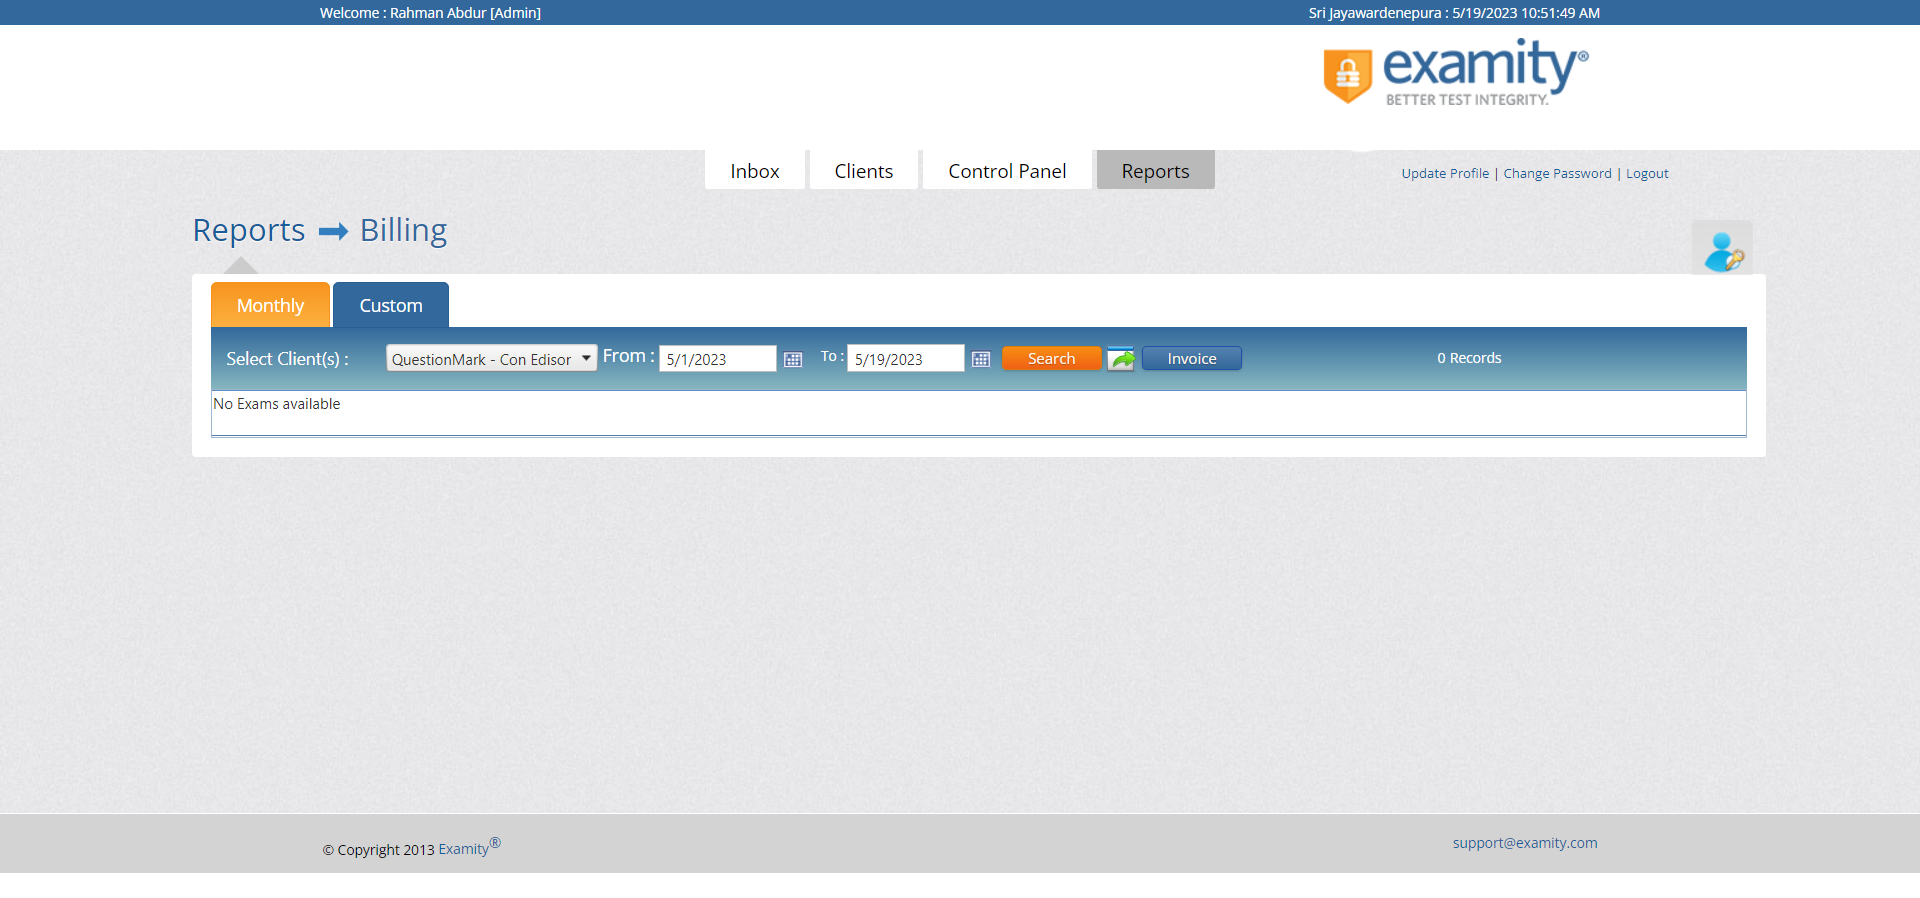 Welcome : Rahman Abdur [Admin]
Sri Jayawardenepura : 5/19/2023 10:51:49 AM
examity®
BETTER TEST INTEGRITY.
Inbox
Clients
Control Panel
Reports
Update Profile | Change Password | Logout
Reports ➡ Billing
Monthly
Custom
Select Client(s) :
QuestionMark - Con Edisor
From :
5/1/2023
To :
5/19/2023
Search
Invoice
0 Records
No Exams available
© Copyright 2013 Examity®
support@examity.com